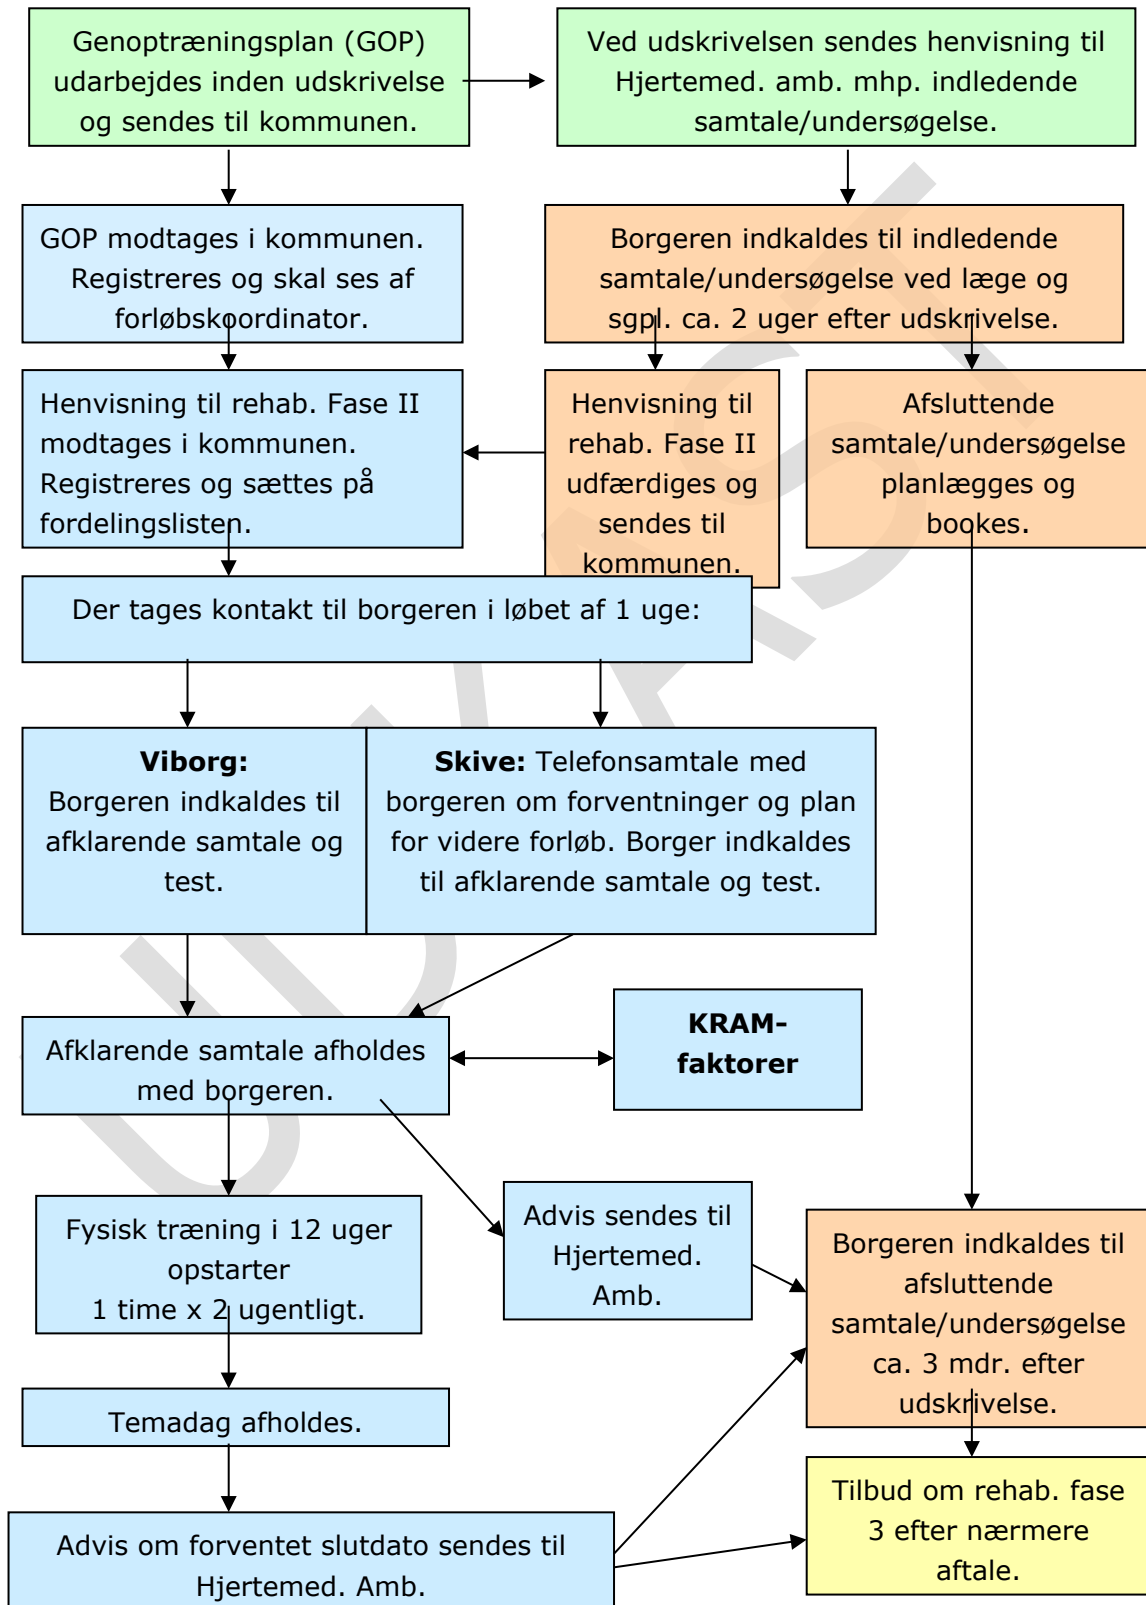 Genoptræningsplan (GOP)
udarbejdes inden udskrivelse
og sendes til kommunen.
Ved udskrivelsen sendes henvisning til
Hjertemed. amb. mhp. indledende
samtale/undersøgelse.
GOP modtages i kommunen.
Registreres og skal ses af
forløbskoordinator.
Borgeren indkaldes til indledende
samtale/undersøgelse ved læge og
sgpl. ca. 2 uger efter udskrivelse.
Henvisning til rehab. Fase II
modtages i kommunen.
Registreres og sættes på
fordelingslisten.
Henvisning til
rehab. Fase II
udfærdiges og
sendes til
kommunen.
Afsluttende
samtale/undersøgelse
planlægges og
bookes.
Der tages kontakt til borgeren i løbet af 1 uge:
Viborg:
Borgeren indkaldes til
afklarende samtale og
test.
Skive: Telefonsamtale med
borgeren om forventninger og plan
for videre forløb. Borger indkaldes
til afklarende samtale og test.
Afklarende samtale afholdes
med borgeren.
KRAM-
faktorer
Fysisk træning i 12 uger
opstarter
1 time x 2 ugentligt.
Advis sendes til
Hjertemed.
Amb.
Borgeren indkaldes til
afsluttende
samtale/undersøgelse
ca. 3 mdr. efter
udskrivelse.
Temadag afholdes.
Tilbud om rehab. fase
3 efter nærmere
aftale.
Advis om forventet slutdato sendes til
Hjertemed. Amb.
UDKAST